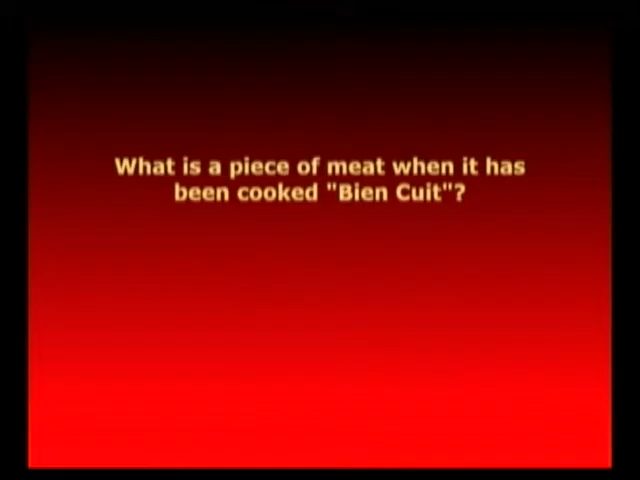 What is a piece of meat when it has
been cooked "Bien Cuit"?